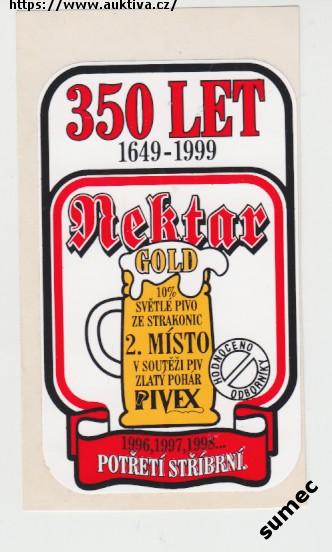 https://www.auktiva.cz/
350 LET
1649-1999
Nektar
GOLD
10%
SVĚTLÉ PIVO
ZE STRAKONIC
2. MÍSTO
V SOUTĚŽI PIV
ZLATÝ POHÁR
PIVEX
HODNOCENO
ODBORNÍKY
1996,1997,1998...
POTŘETÍ STŘÍBRNÍ.
sumec